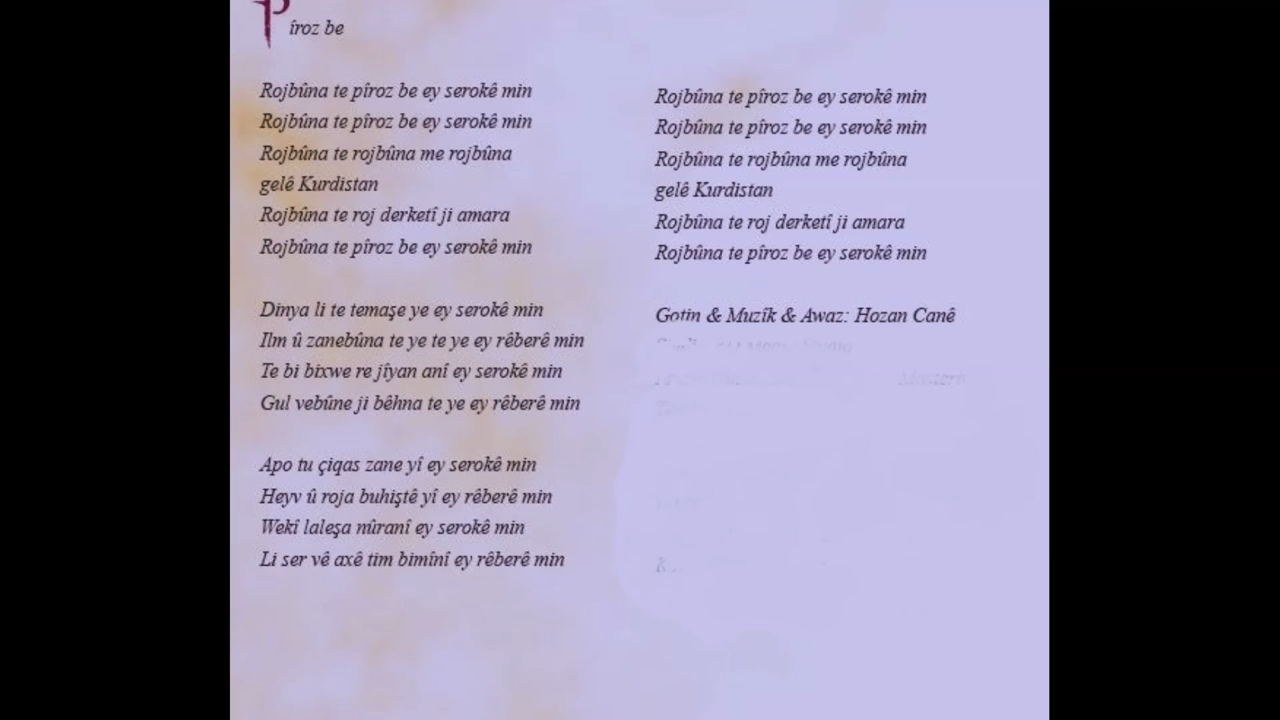 Pîroz be
Rojbûna te pîroz be ey serokê min
Rojbûna te pîroz be ey serokê min
Rojbûna te rojbûna me rojbûna
gelê Kurdistan
Rojbûna te roj derketî ji amara
Rojbûna te pîroz be ey serokê min
Dinya li te temaşe ye ey serokê min
Ilm û zanebûna te ye te ye ey rêberê min
Te bi bixwe re jîyan anî ey serokê min
Gul vebûne ji bêhna te ye ey rêberê min
Apo tu çiqas zane yî ey serokê min
Heyv û roja buhiştê yî ey rêberê min
Wekî laleşa nûranî ey serokê min
Li ser vê axê tim bimînî ey rêberê min
Rojbûna te pîroz be ey serokê min
Rojbûna te pîroz be ey serokê min
Rojbûna te rojbûna me rojbûna
gelê Kurdistan
Rojbûna te roj derketî ji amara
Rojbûna te pîroz be ey serokê min
Gotin & Muzîk & Awaz: Hozan Canê